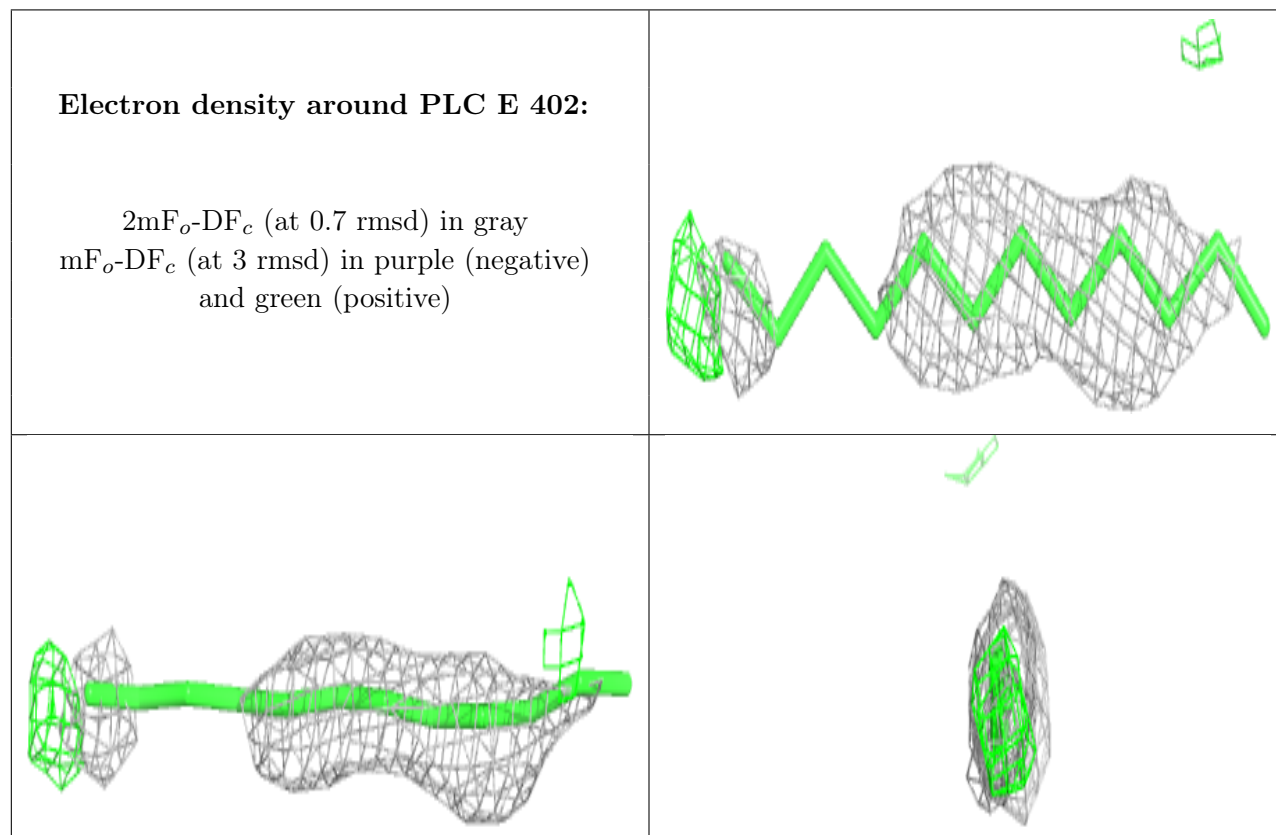 Electron density around PLC E 402:
2mFo-DFc (at 0.7 rmsd) in gray
mFo-DFc (at 3 rmsd) in purple (negative)
and green (positive)